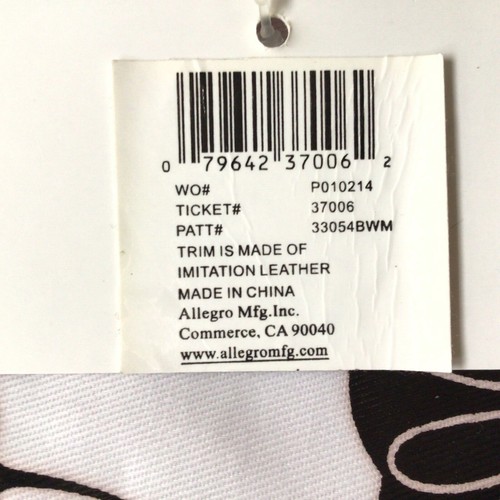 0 79642 37006 2
WO# P010214
TICKET# 37006
PATT# 33054BWM
TRIM IS MADE OF
IMITATION LEATHER
MADE IN CHINA
Allegro Mfg.Inc.
Commerce, CA 90040
www.allegromfg.com